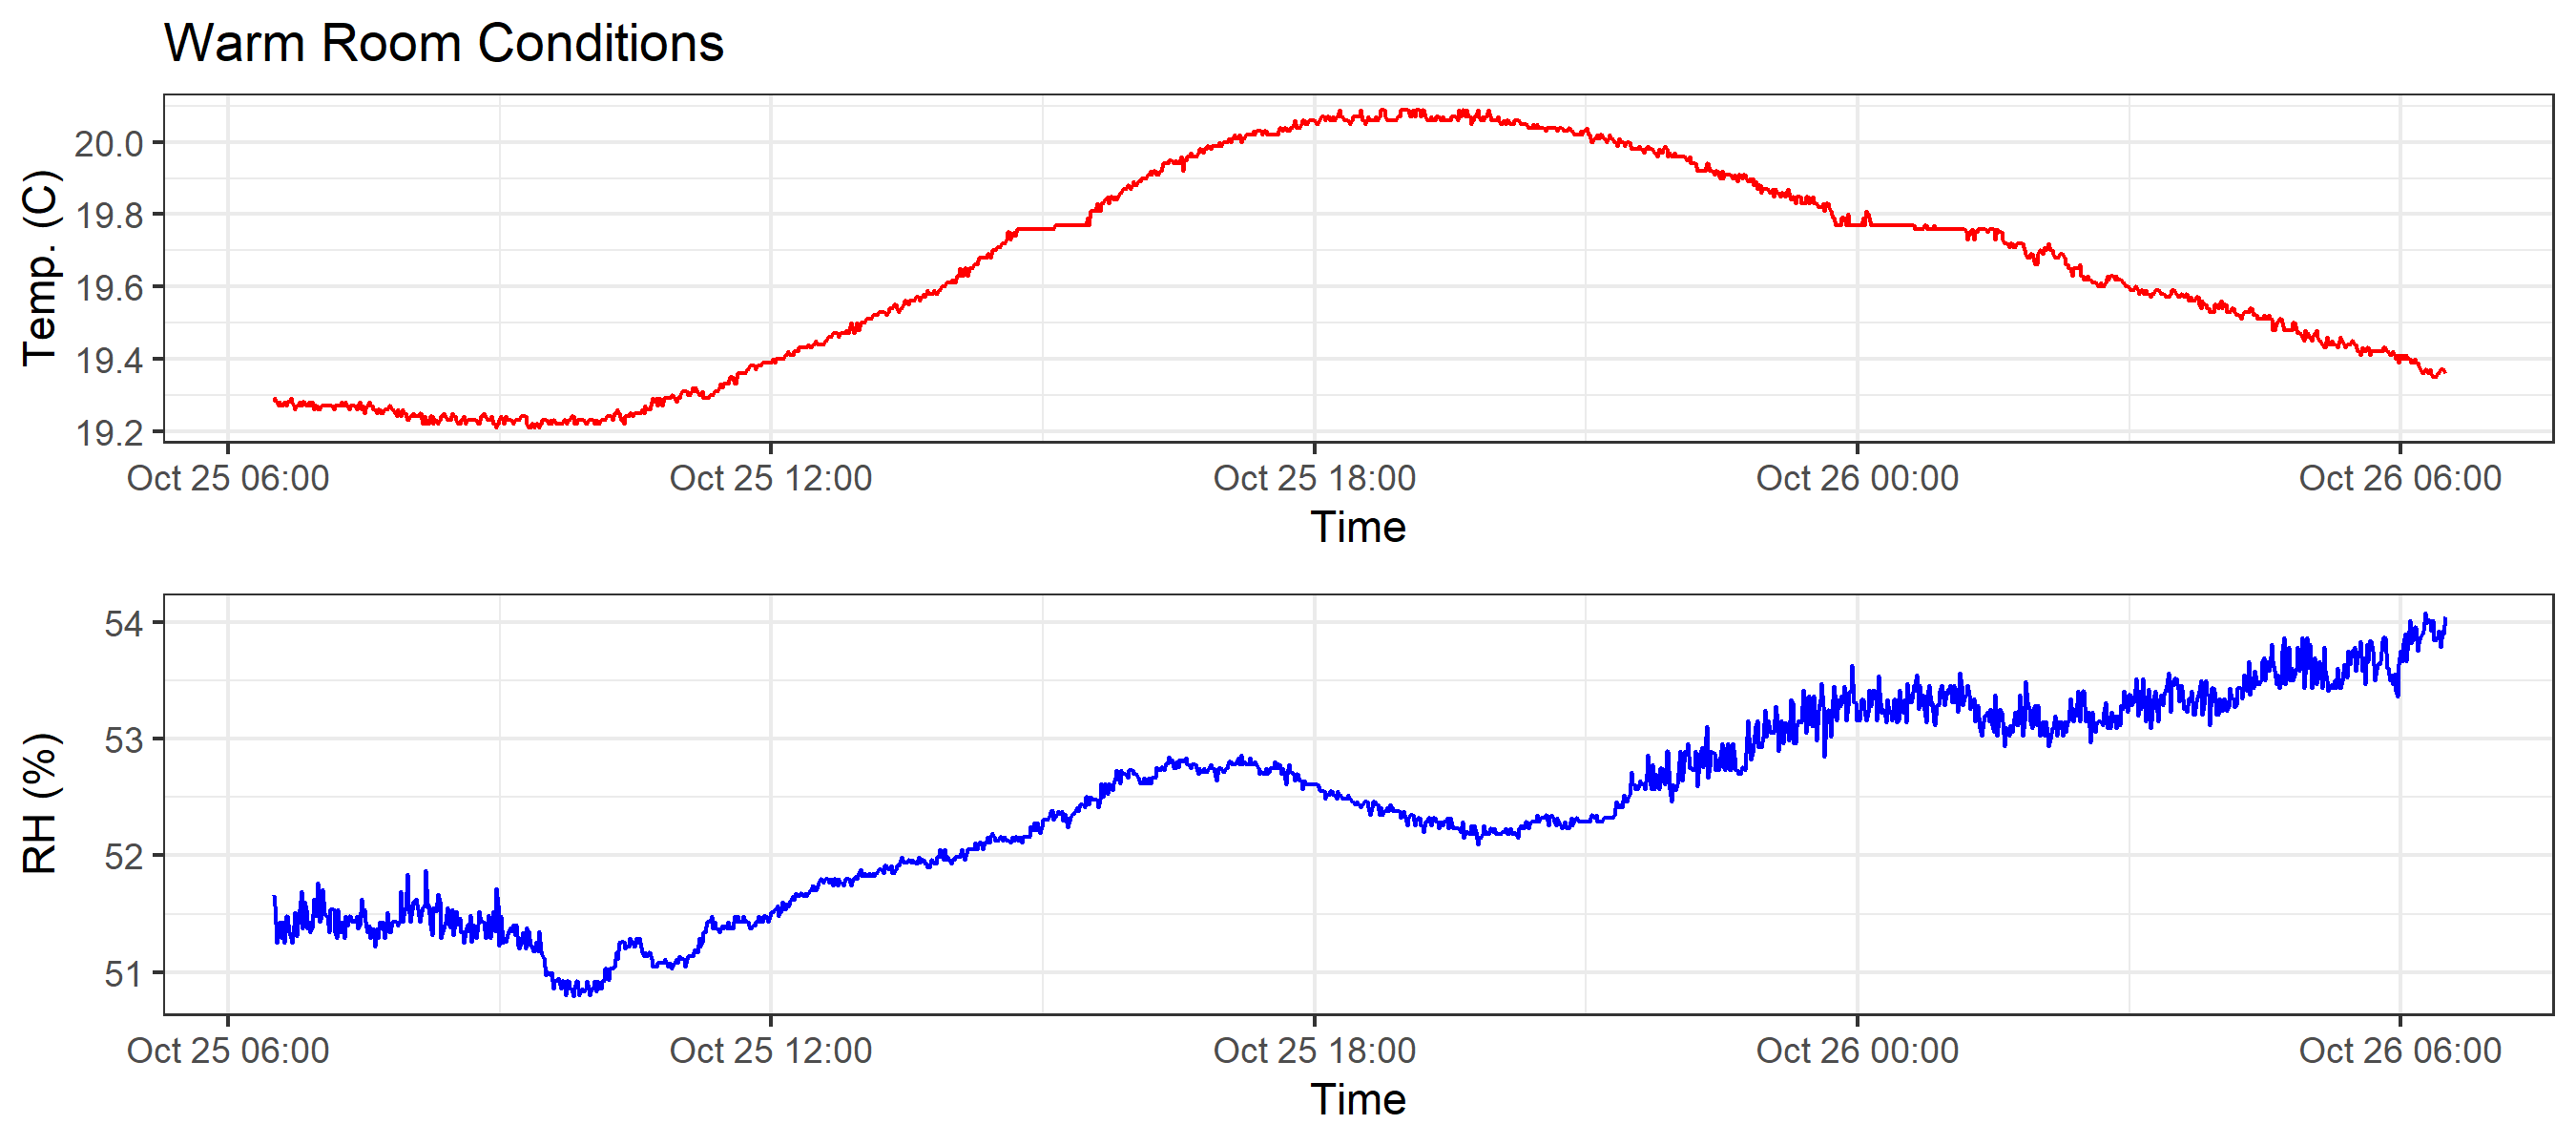 Warm Room Conditions
Temp. (C)
20.0
19.8
19.6
19.4
19.2
Oct 25 06:00 Oct 25 12:00 Oct 25 18:00 Oct 26 00:00 Oct 26 06:00
Time
RH (%)
54
53
52
51
Oct 25 06:00 Oct 25 12:00 Oct 25 18:00 Oct 26 00:00 Oct 26 06:00
Time